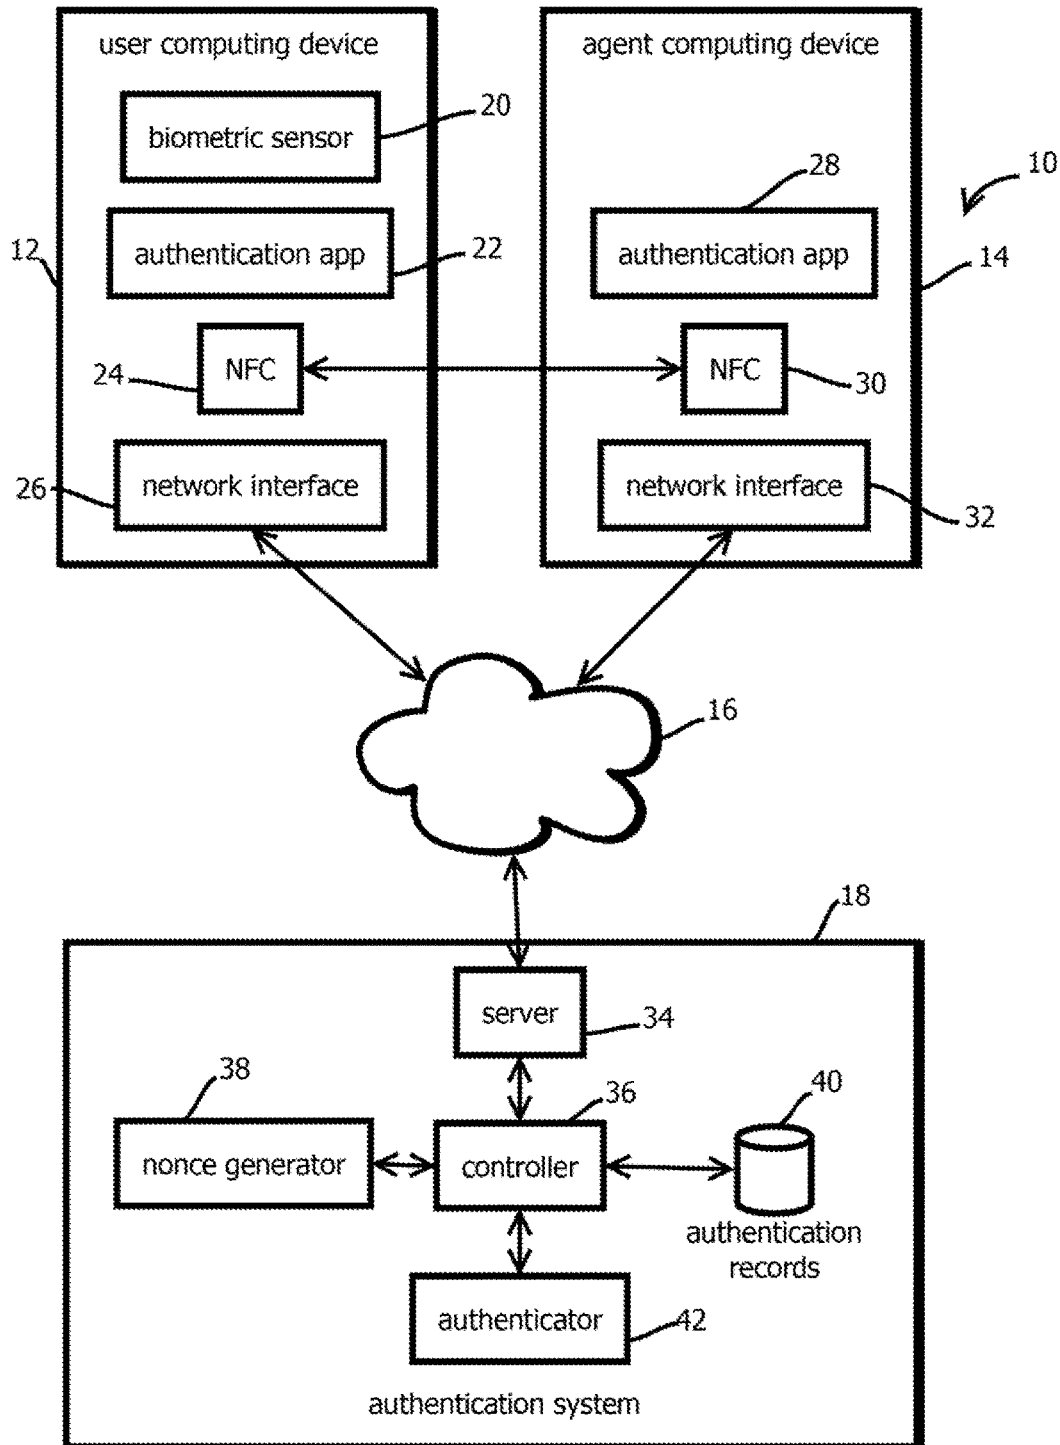 user computing device
agent computing device
biometric sensor
20
28
10
12
authentication app
22
authentication app
14
24
NFC
NFC
30
26
network interface
network interface
32
16
18
server
34
38
36
40
nonce generator
controller
authentication
records
authenticator
42
authentication system